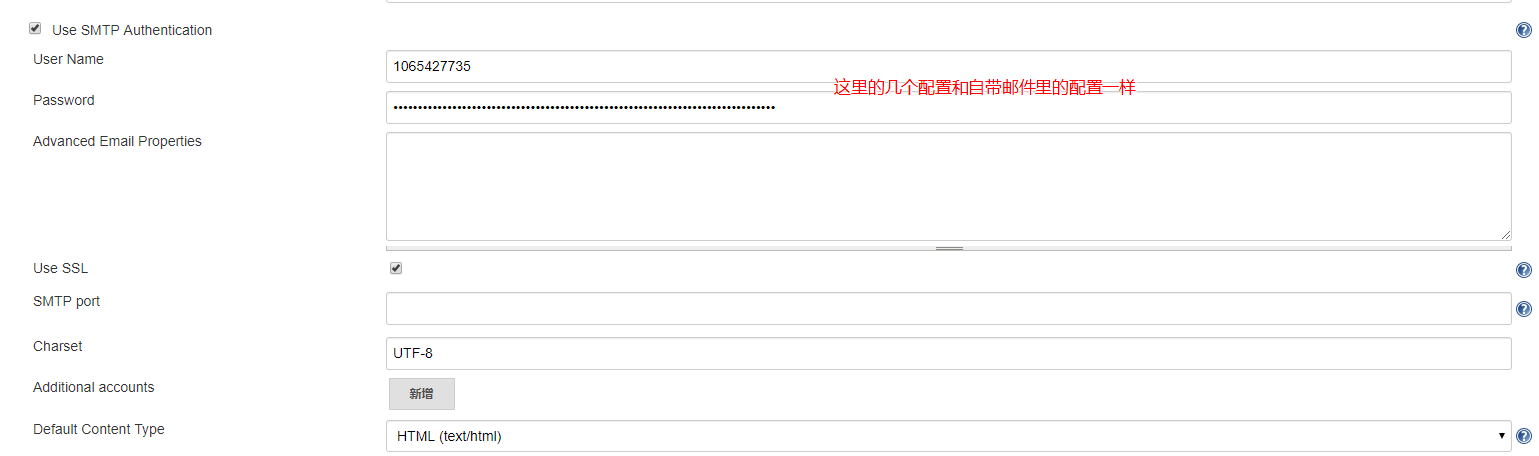 Use SMTP Authentication
User Name
1065427735
这里的几个配置和自带邮件里的配置一样
Password
Advanced Email Properties
Use SSL
SMTP port
Charset
UTF-8
Additional accounts
新增
Default Content Type
HTML (text/html)